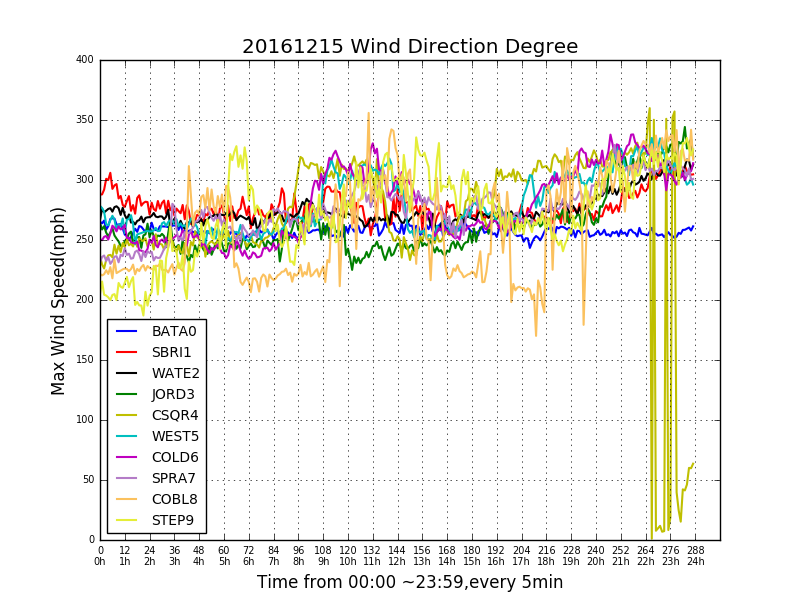 20161215 Wind Direction Degree
400
350
300
250
200
150
100
50
0
Max Wind Speed(mph)
BATA0
SBRI1
WATE2
JORD3
CSQR4
WEST5
COLD6
SPRA7
COBL8
STEP9
0 12 24 36 48 60 72 84 96 108 120 132 144 156 168 180 192 204 216 228 240 252 264 276 288
0h 1h 2h 3h 4h 5h 6h 7h 8h 9h 10h 11h 12h 13h 14h 15h 16h 17h 18h 19h 20h 21h 22h 23h 24h
Time from 00:00 ~23:59,every 5min